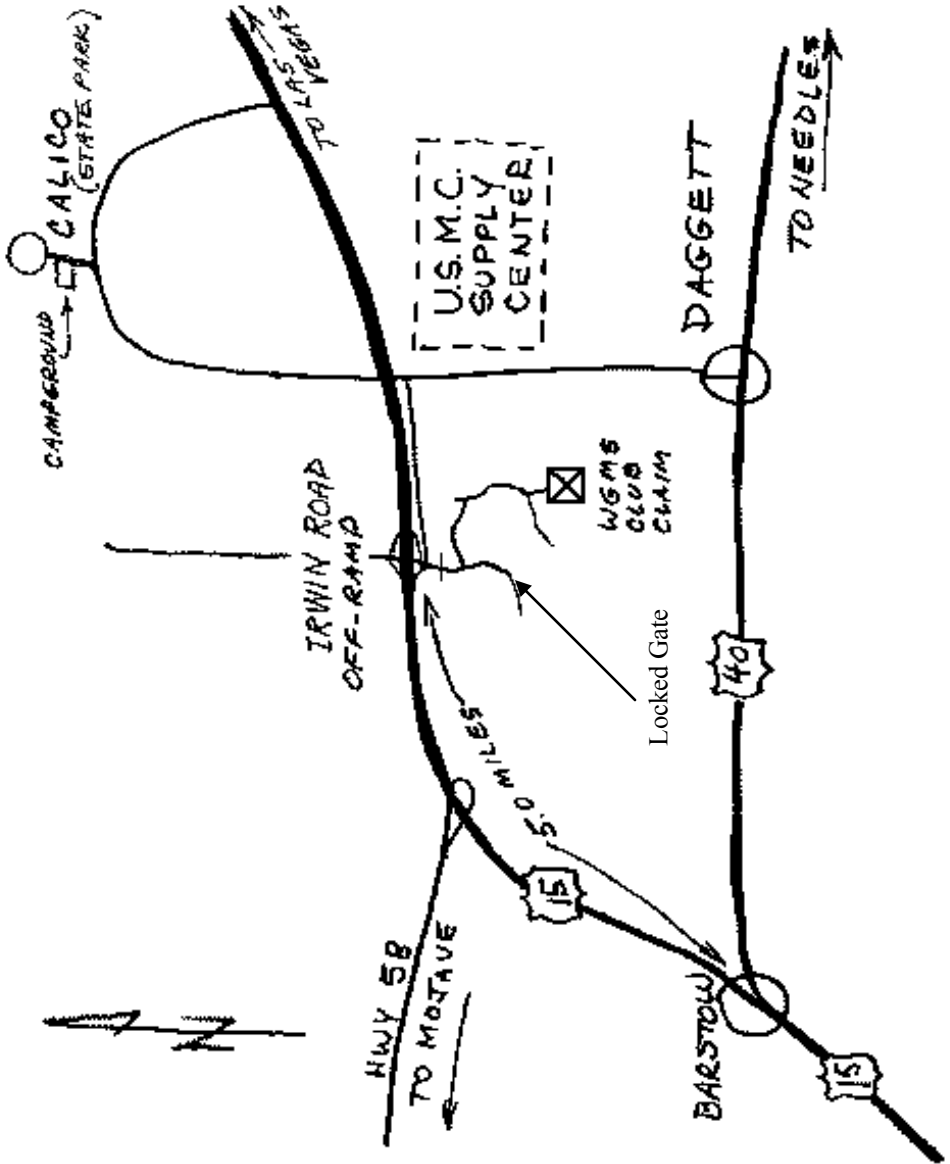 CALICO
(STATE PARK)
CAMPGROUND
TO LAS
VEGAS
IRWIN ROAD
OFF-RAMP
U.S.M.C.
SUPPLY
CENTER
HWY 58
TO MOJAVE
5.0 MILES
WGMS
CLUB
CLAIM
Locked Gate
15
40
DAGGETT
TO NEEDLES
BARSTOW
15
N